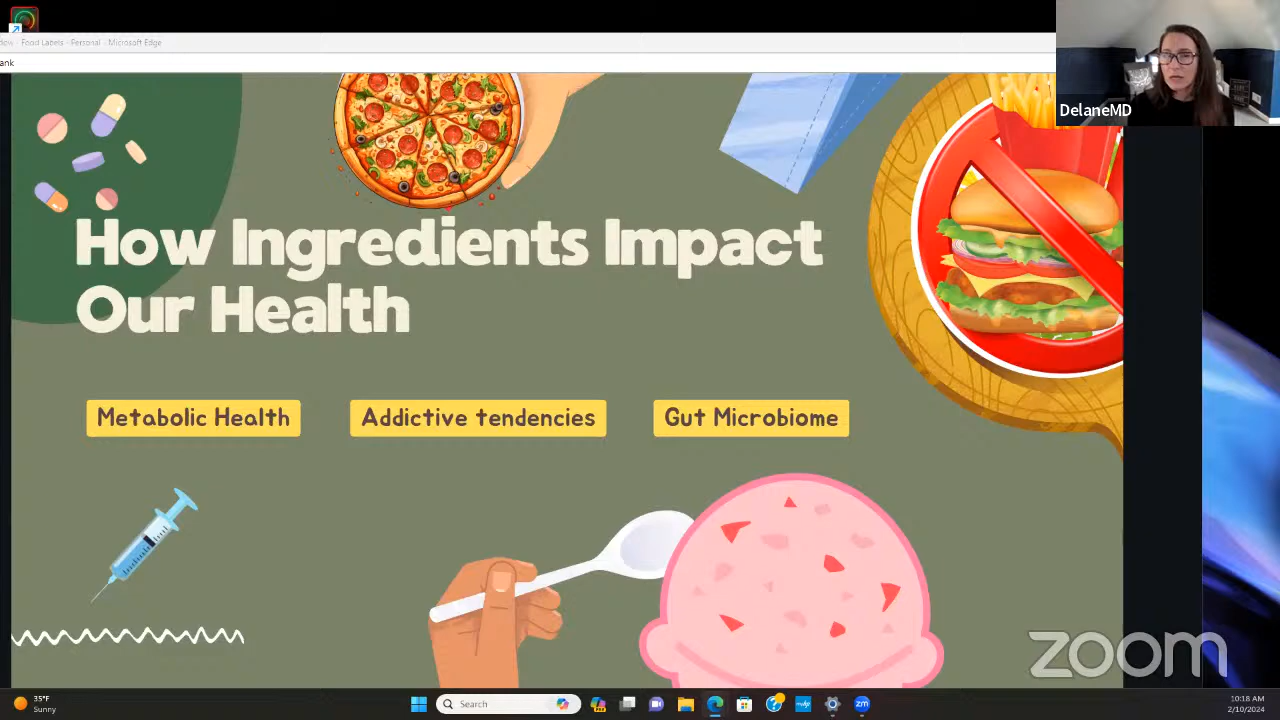 Food Labels - Personal - Microsoft Edge
DelaneMD
How Ingredients Impact
Our Health
Metabolic Health
Addictive tendencies
Gut Microbiome
zoom
35°F
Sunny
Search
zm
10:18 AM
2/10/2024